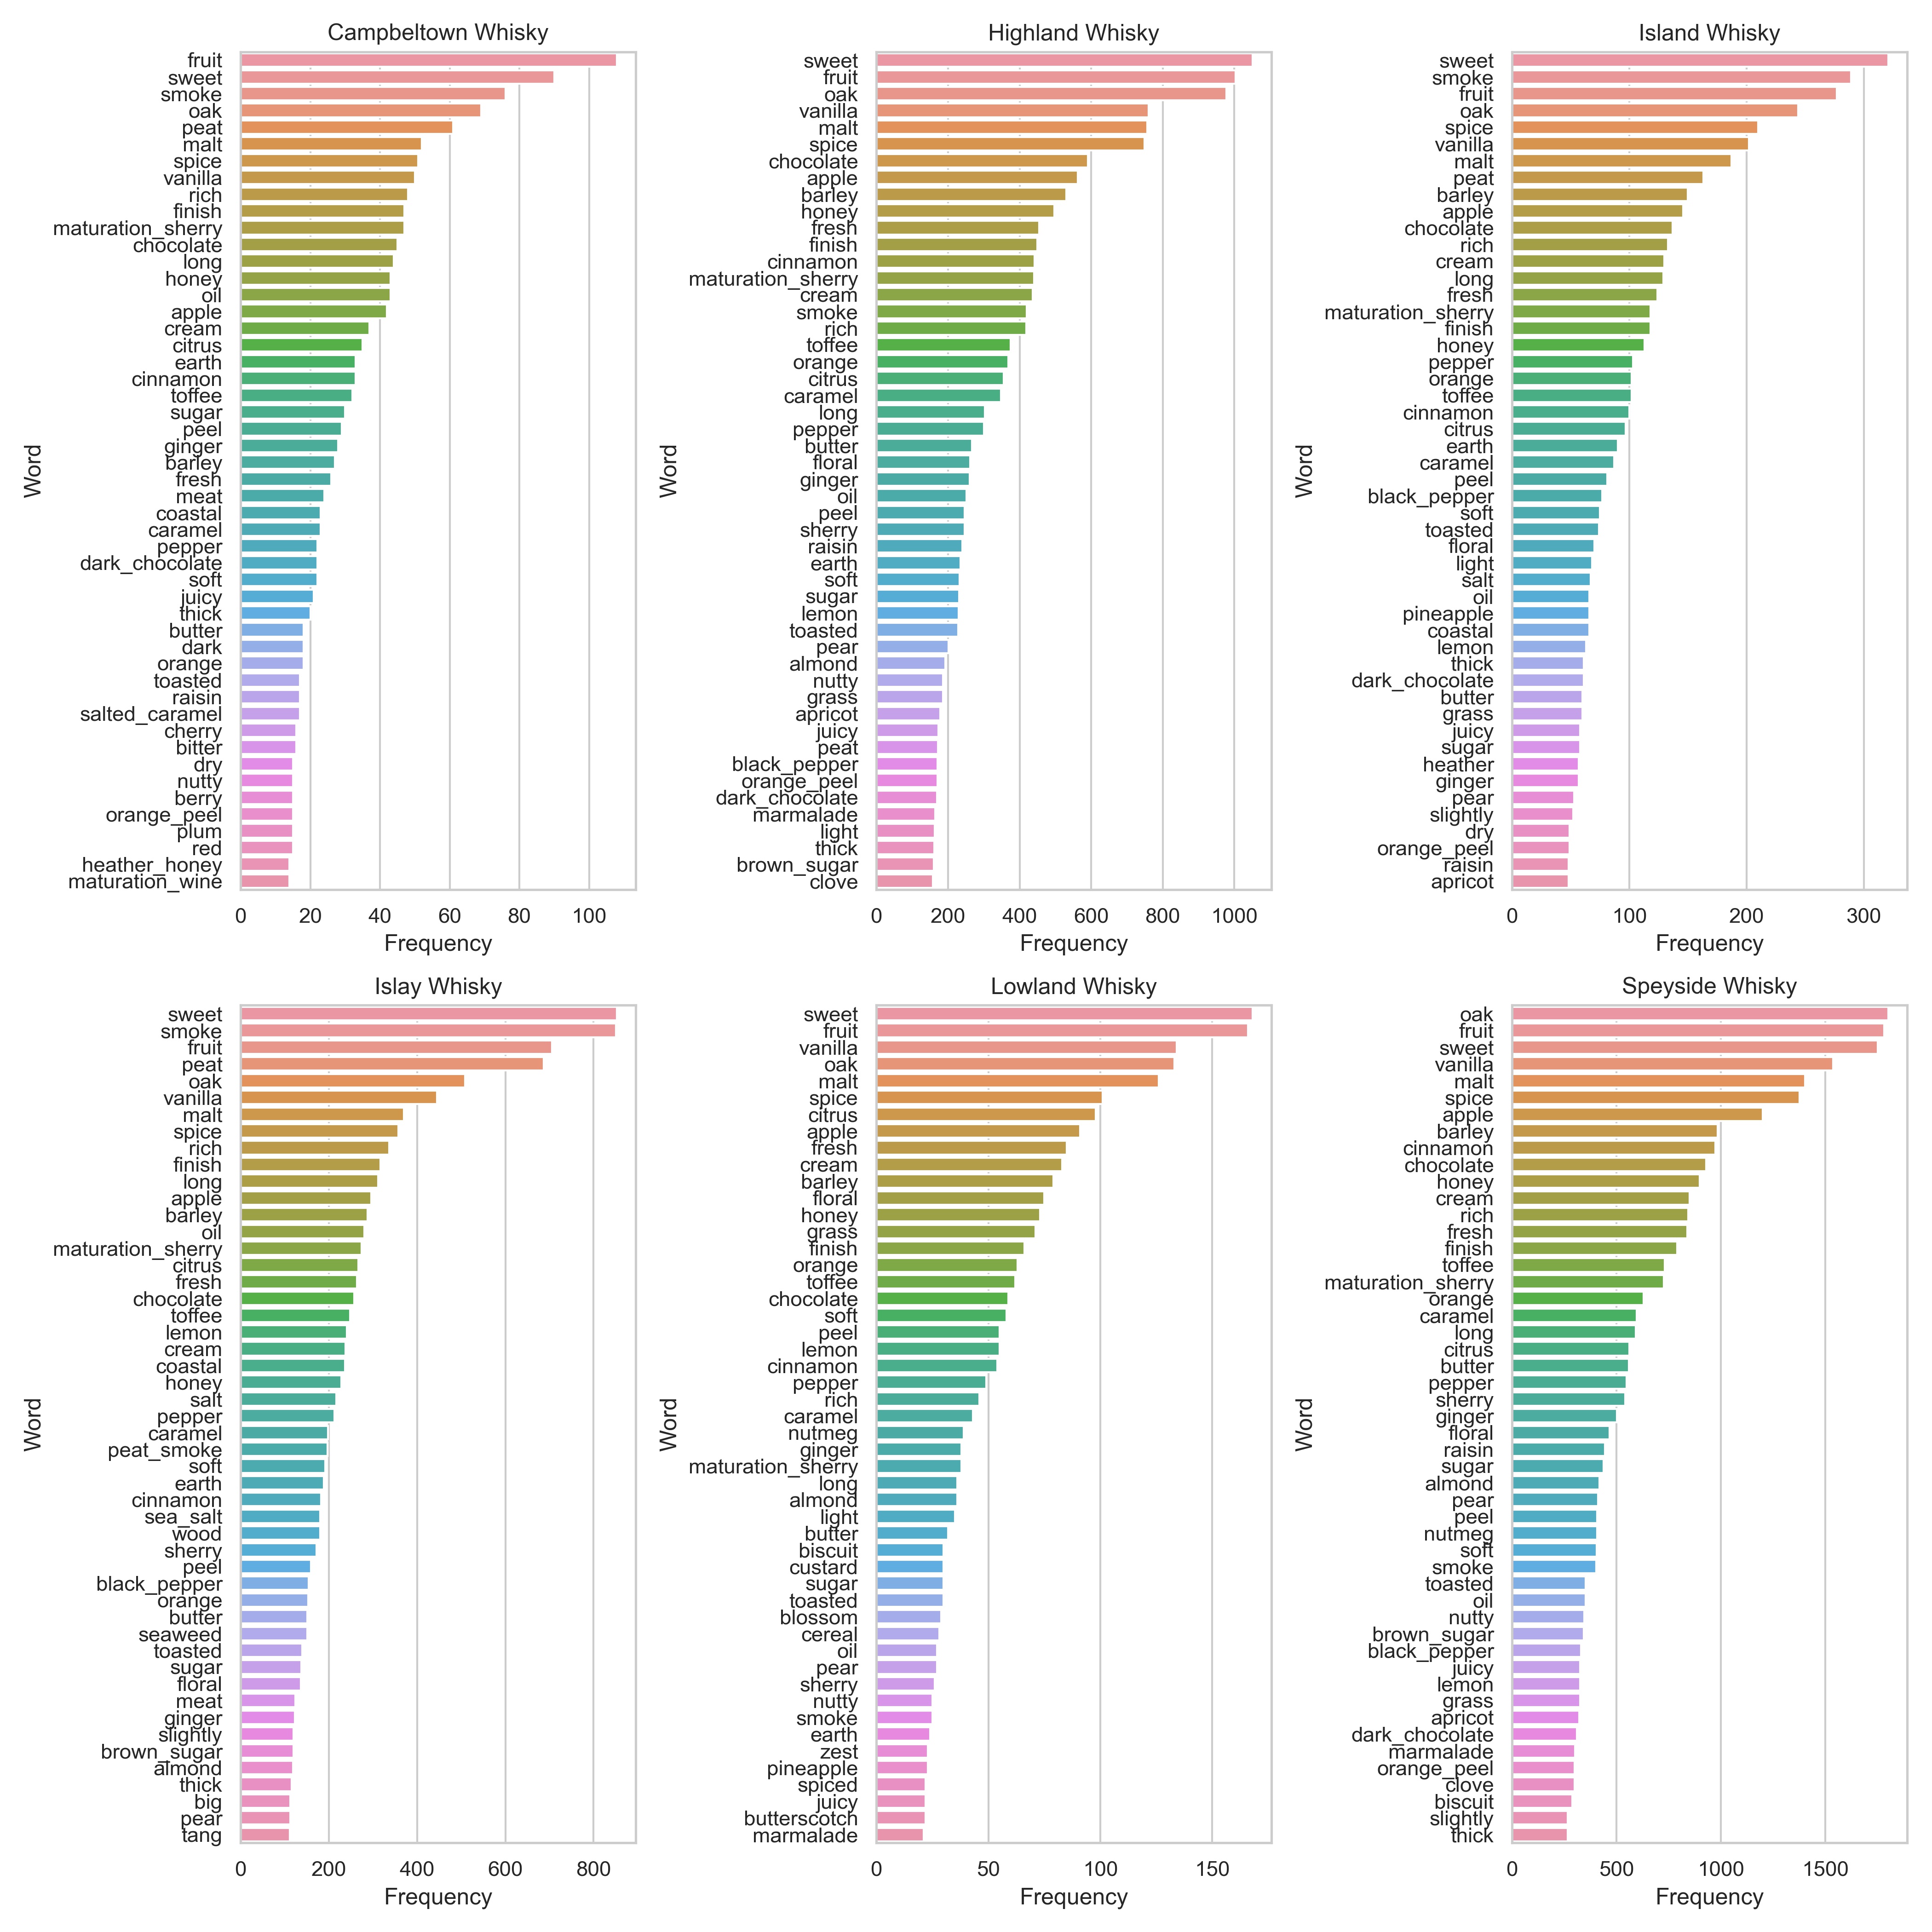 Campbeltown Whisky
fruit
sweet
smoke
oak
peat
malt
spice
vanilla
rich
finish
maturation_sherry
chocolate
long
honey
oil
apple
cream
citrus
earth
cinnamon
toffee
sugar
peel
ginger
barley
fresh
meat
coastal
caramel
pepper
dark_chocolate
soft
juicy
thick
butter
dark
orange
toasted
raisin
salted_caramel
cherry
bitter
dry
nutty
berry
orange_peel
plum
red
heather_honey
maturation_wine
Word
0 20 40 60 80 100
Frequency
Highland Whisky
sweet
fruit
oak
vanilla
malt
spice
chocolate
apple
barley
honey
fresh
finish
cinnamon
maturation_sherry
cream
smoke
rich
toffee
orange
citrus
caramel
long
pepper
butter
floral
ginger
oil
peel
sherry
raisin
earth
soft
sugar
lemon
toasted
pear
almond
nutty
grass
apricot
juicy
peat
black_pepper
orange_peel
dark_chocolate
marmalade
light
thick
brown_sugar
clove
Word
0 200 400 600 800 1000
Frequency
Island Whisky
sweet
smoke
fruit
oak
spice
vanilla
malt
peat
barley
apple
chocolate
rich
cream
long
fresh
maturation_sherry
finish
honey
pepper
orange
toffee
cinnamon
citrus
earth
caramel
peel
black_pepper
soft
toasted
floral
light
salt
oil
pineapple
coastal
lemon
thick
dark_chocolate
butter
grass
juicy
sugar
heather
ginger
pear
slightly
dry
orange_peel
raisin
apricot
Word
0 100 200 300
Frequency
Islay Whisky
sweet
smoke
fruit
peat
oak
vanilla
malt
spice
rich
finish
long
apple
barley
oil
maturation_sherry
citrus
fresh
chocolate
toffee
lemon
cream
coastal
honey
salt
pepper
caramel
peat_smoke
soft
earth
cinnamon
sea_salt
wood
sherry
peel
black_pepper
orange
butter
seaweed
toasted
sugar
floral
meat
ginger
slightly
brown_sugar
almond
thick
big
pear
tang
Word
0 200 400 600 800
Frequency
Lowland Whisky
sweet
fruit
vanilla
oak
malt
spice
citrus
apple
fresh
cream
barley
floral
honey
grass
finish
orange
toffee
chocolate
soft
peel
lemon
cinnamon
pepper
rich
caramel
nutmeg
ginger
maturation_sherry
long
almond
light
butter
biscuit
custard
sugar
toasted
blossom
cereal
oil
pear
sherry
nutty
smoke
earth
zest
pineapple
spiced
juicy
butterscotch
marmalade
Word
0 50 100 150
Frequency
Speyside Whisky
oak
fruit
sweet
vanilla
malt
spice
apple
barley
cinnamon
chocolate
honey
cream
rich
fresh
finish
toffee
maturation_sherry
orange
caramel
long
citrus
butter
pepper
sherry
ginger
floral
raisin
sugar
almond
pear
peel
nutmeg
soft
smoke
toasted
oil
nutty
brown_sugar
black_pepper
juicy
lemon
grass
apricot
dark_chocolate
marmalade
orange_peel
clove
biscuit
slightly
thick
Word
0 500 1000 1500
Frequency